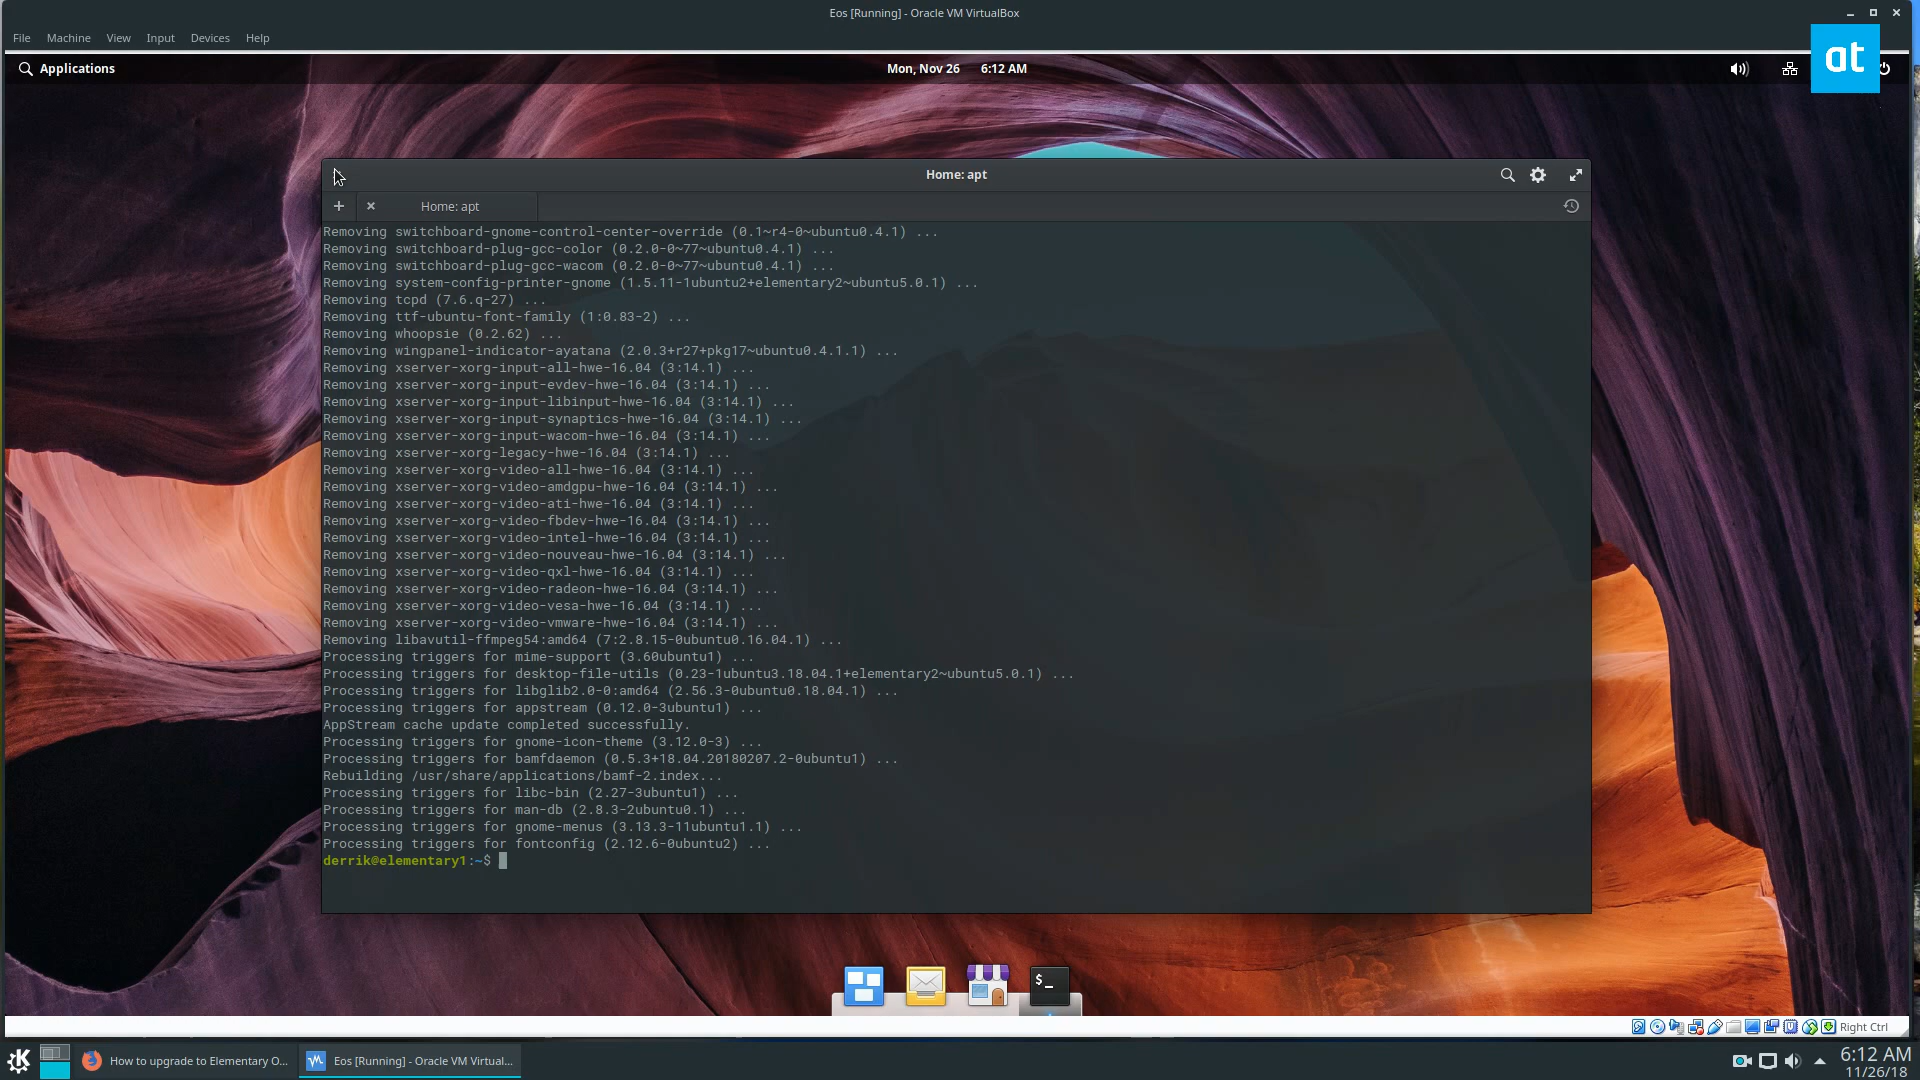 Eos [Running] - Oracle VM VirtualBox
File Machine View Input Devices Help
at
Applications
Mon, Nov 26 6:12 AM
Home: apt
Home: apt
Removing switchboard-gnome-control-center-override (0.1~r4-0~ubuntu0.4.1) ...
Removing switchboard-plug-gcc-color (0.2.0-0~77~ubuntu0.4.1) ...
Removing switchboard-plug-gcc-wacom (0.2.0-0~77~ubuntu0.4.1) ...
Removing system-config-printer-gnome (1.5.11-1ubuntu2+elementary2~ubuntu5.0.1) ...
Removing tcpd (7.6.q-27) ...
Removing ttf-ubuntu-font-family (1:0.83-2) ...
Removing whoopsie (0.2.62) ...
Removing wingpanel-indicator-ayatana (2.0.3+r27+pkg17~ubuntu0.4.1.1) ...
Removing xserver-xorg-input-all-hwe-16.04 (3:14.1) ...
Removing xserver-xorg-input-evdev-hwe-16.04 (3:14.1) ...
Removing xserver-xorg-input-libinput-hwe-16.04 (3:14.1) ...
Removing xserver-xorg-input-synaptics-hwe-16.04 (3:14.1) ...
Removing xserver-xorg-input-wacom-hwe-16.04 (3:14.1) ...
Removing xserver-xorg-legacy-hwe-16.04 (3:14.1) ...
Removing xserver-xorg-video-all-hwe-16.04 (3:14.1) ...
Removing xserver-xorg-video-amdgpu-hwe-16.04 (3:14.1) ...
Removing xserver-xorg-video-ati-hwe-16.04 (3:14.1) ...
Removing xserver-xorg-video-fbdev-hwe-16.04 (3:14.1) ...
Removing xserver-xorg-video-intel-hwe-16.04 (3:14.1) ...
Removing xserver-xorg-video-nouveau-hwe-16.04 (3:14.1) ...
Removing xserver-xorg-video-qxl-hwe-16.04 (3:14.1) ...
Removing xserver-xorg-video-radeon-hwe-16.04 (3:14.1) ...
Removing xserver-xorg-video-vesa-hwe-16.04 (3:14.1) ...
Removing xserver-xorg-video-vmware-hwe-16.04 (3:14.1) ...
Removing libavutil-ffmpeg54:amd64 (7:2.8.15-0ubuntu0.16.04.1) ...
Processing triggers for mime-support (3.60ubuntu1) ...
Processing triggers for desktop-file-utils (0.23-1ubuntu3.18.04.1+elementary2~ubuntu5.0.1) ...
Processing triggers for libglib2.0-0:amd64 (2.56.3-0ubuntu0.18.04.1) ...
Processing triggers for appstream (0.12.0-3ubuntu1) ...
AppStream cache update completed successfully.
Processing triggers for gnome-icon-theme (3.12.0-3) ...
Processing triggers for bamfdaemon (0.5.3+18.04.20180207.2-0ubuntu1) ...
Rebuilding /usr/share/applications/bamf-2.index...
Processing triggers for libc-bin (2.27-3ubuntu1) ...
Processing triggers for man-db (2.8.3-2ubuntu0.1) ...
Processing triggers for gnome-menus (3.13.3-11ubuntu1.1) ...
Processing triggers for fontconfig (2.12.6-0ubuntu2) ...
derrik@elementary1:~$
$_
Right Ctrl
How to upgrade to Elementary O...
Eos [Running] - Oracle VM Virtual...
6:12 AM
11/26/18